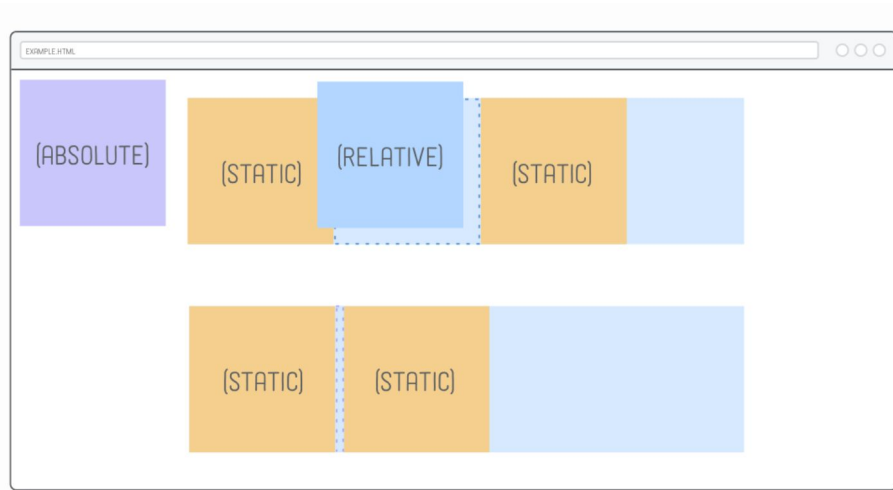 EXAMPLE.HTML
(ABSOLUTE)
(STATIC)
(RELATIVE)
(STATIC)
(STATIC)
(STATIC)